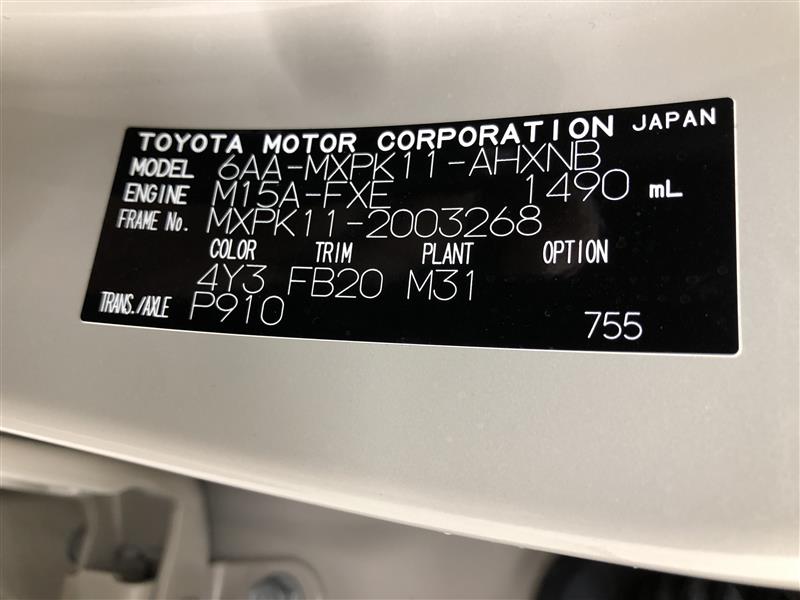 TOYOTA MOTOR CORPORATION JAPAN
MODEL 6AA-MXPK11-AHXNB
ENGINE M15A-FXE 1490 mL
FRAME No. MXPK11-2003268
COLOR TRIM PLANT OPTION
4Y3 FB20 M31
TRANS./AXLE P910
755